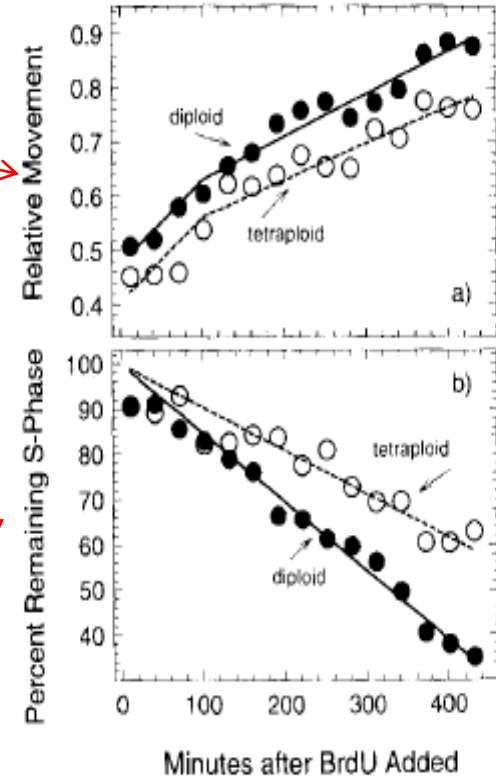 Relative Movement
0.9
0.8
0.7
0.6
0.5
0.4
diploid
tetraploid
a)
Percent Remaining S-Phase
100
90
80
70
60
50
40
b)
tetraploid
diploid
0 100 200 300 400
Minutes after BrdU Added